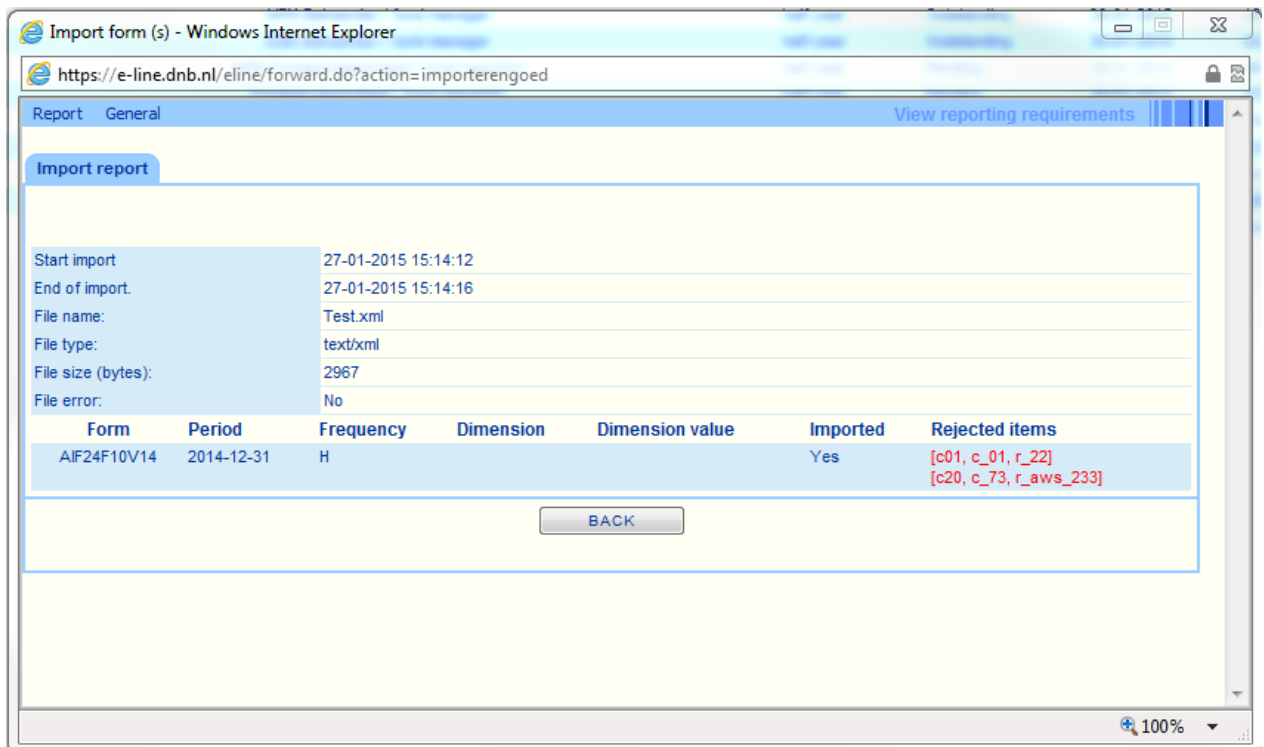 Import form (s) - Windows Internet Explorer
https://e-line.dnb.nl/eline/forward.do?action=importerengoed
Report General View reporting requirements
Import report
Start import 27-01-2015 15:14:12
End of import. 27-01-2015 15:14:16
File name: Test.xml
File type: text/xml
File size (bytes): 2967
File error: No
Form Period Frequency Dimension Dimension value Imported Rejected items
AIF24F10V14 2014-12-31 H Yes [c01, c_01, r_22]
[c20, c_73, r_aws_233]
BACK
100%